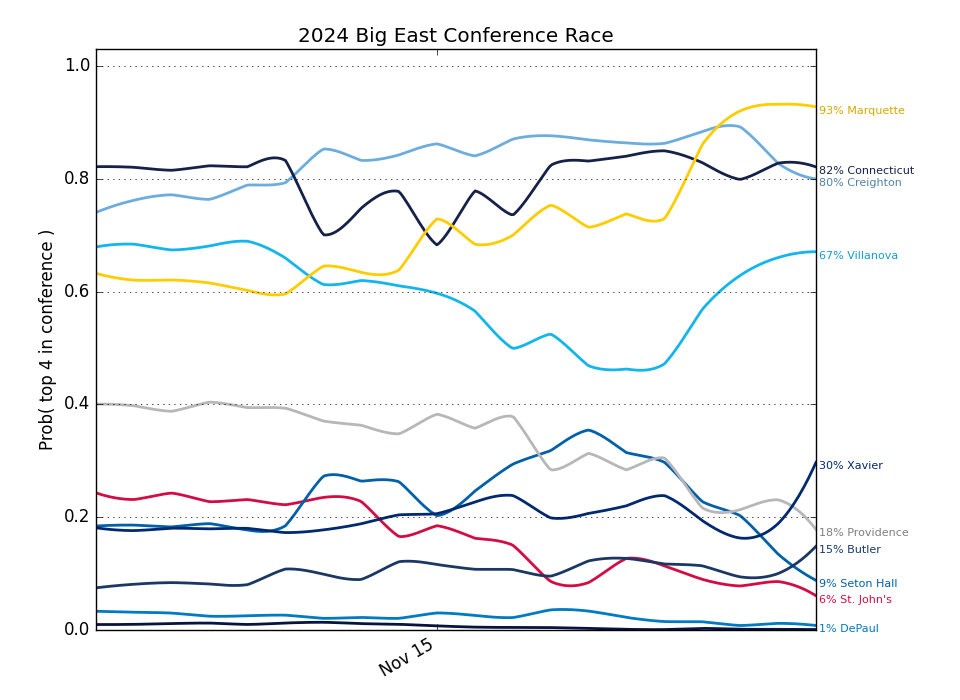 2024 Big East Conference Race
1.0
0.8
0.6
0.4
0.2
0.0
Prob( top 4 in conference )
Nov 15
93% Marquette
82% Connecticut
80% Creighton
67% Villanova
30% Xavier
18% Providence
15% Butler
9% Seton Hall
6% St. John's
1% DePaul